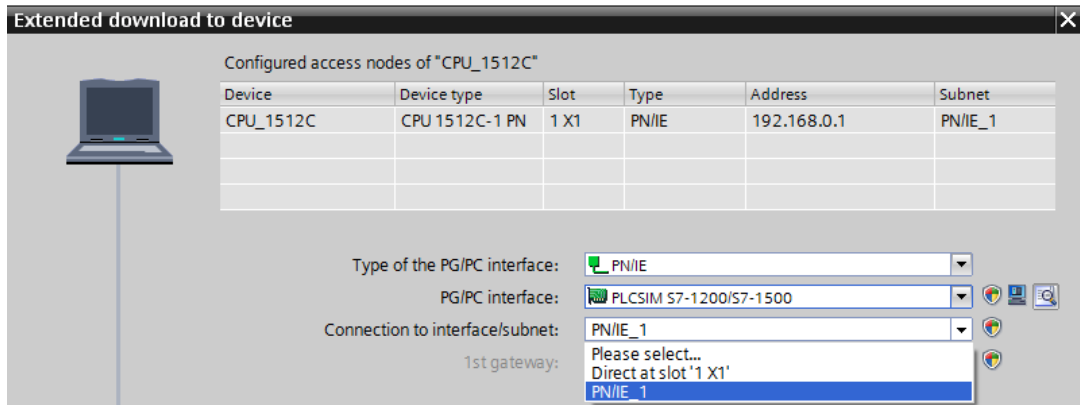 Extended download to device
Configured access nodes of "CPU_1512C"
Device Device type Slot Type Address Subnet
CPU_1512C CPU 1512C-1 PN 1 X1 PN/IE 192.168.0.1 PN/IE_1
Type of the PG/PC interface: PN/IE
PG/PC interface: PLCSIM S7-1200/S7-1500
Connection to interface/subnet: PN/IE_1
1st gateway: Please select...
Direct at slot '1 X1'
PN/IE_1